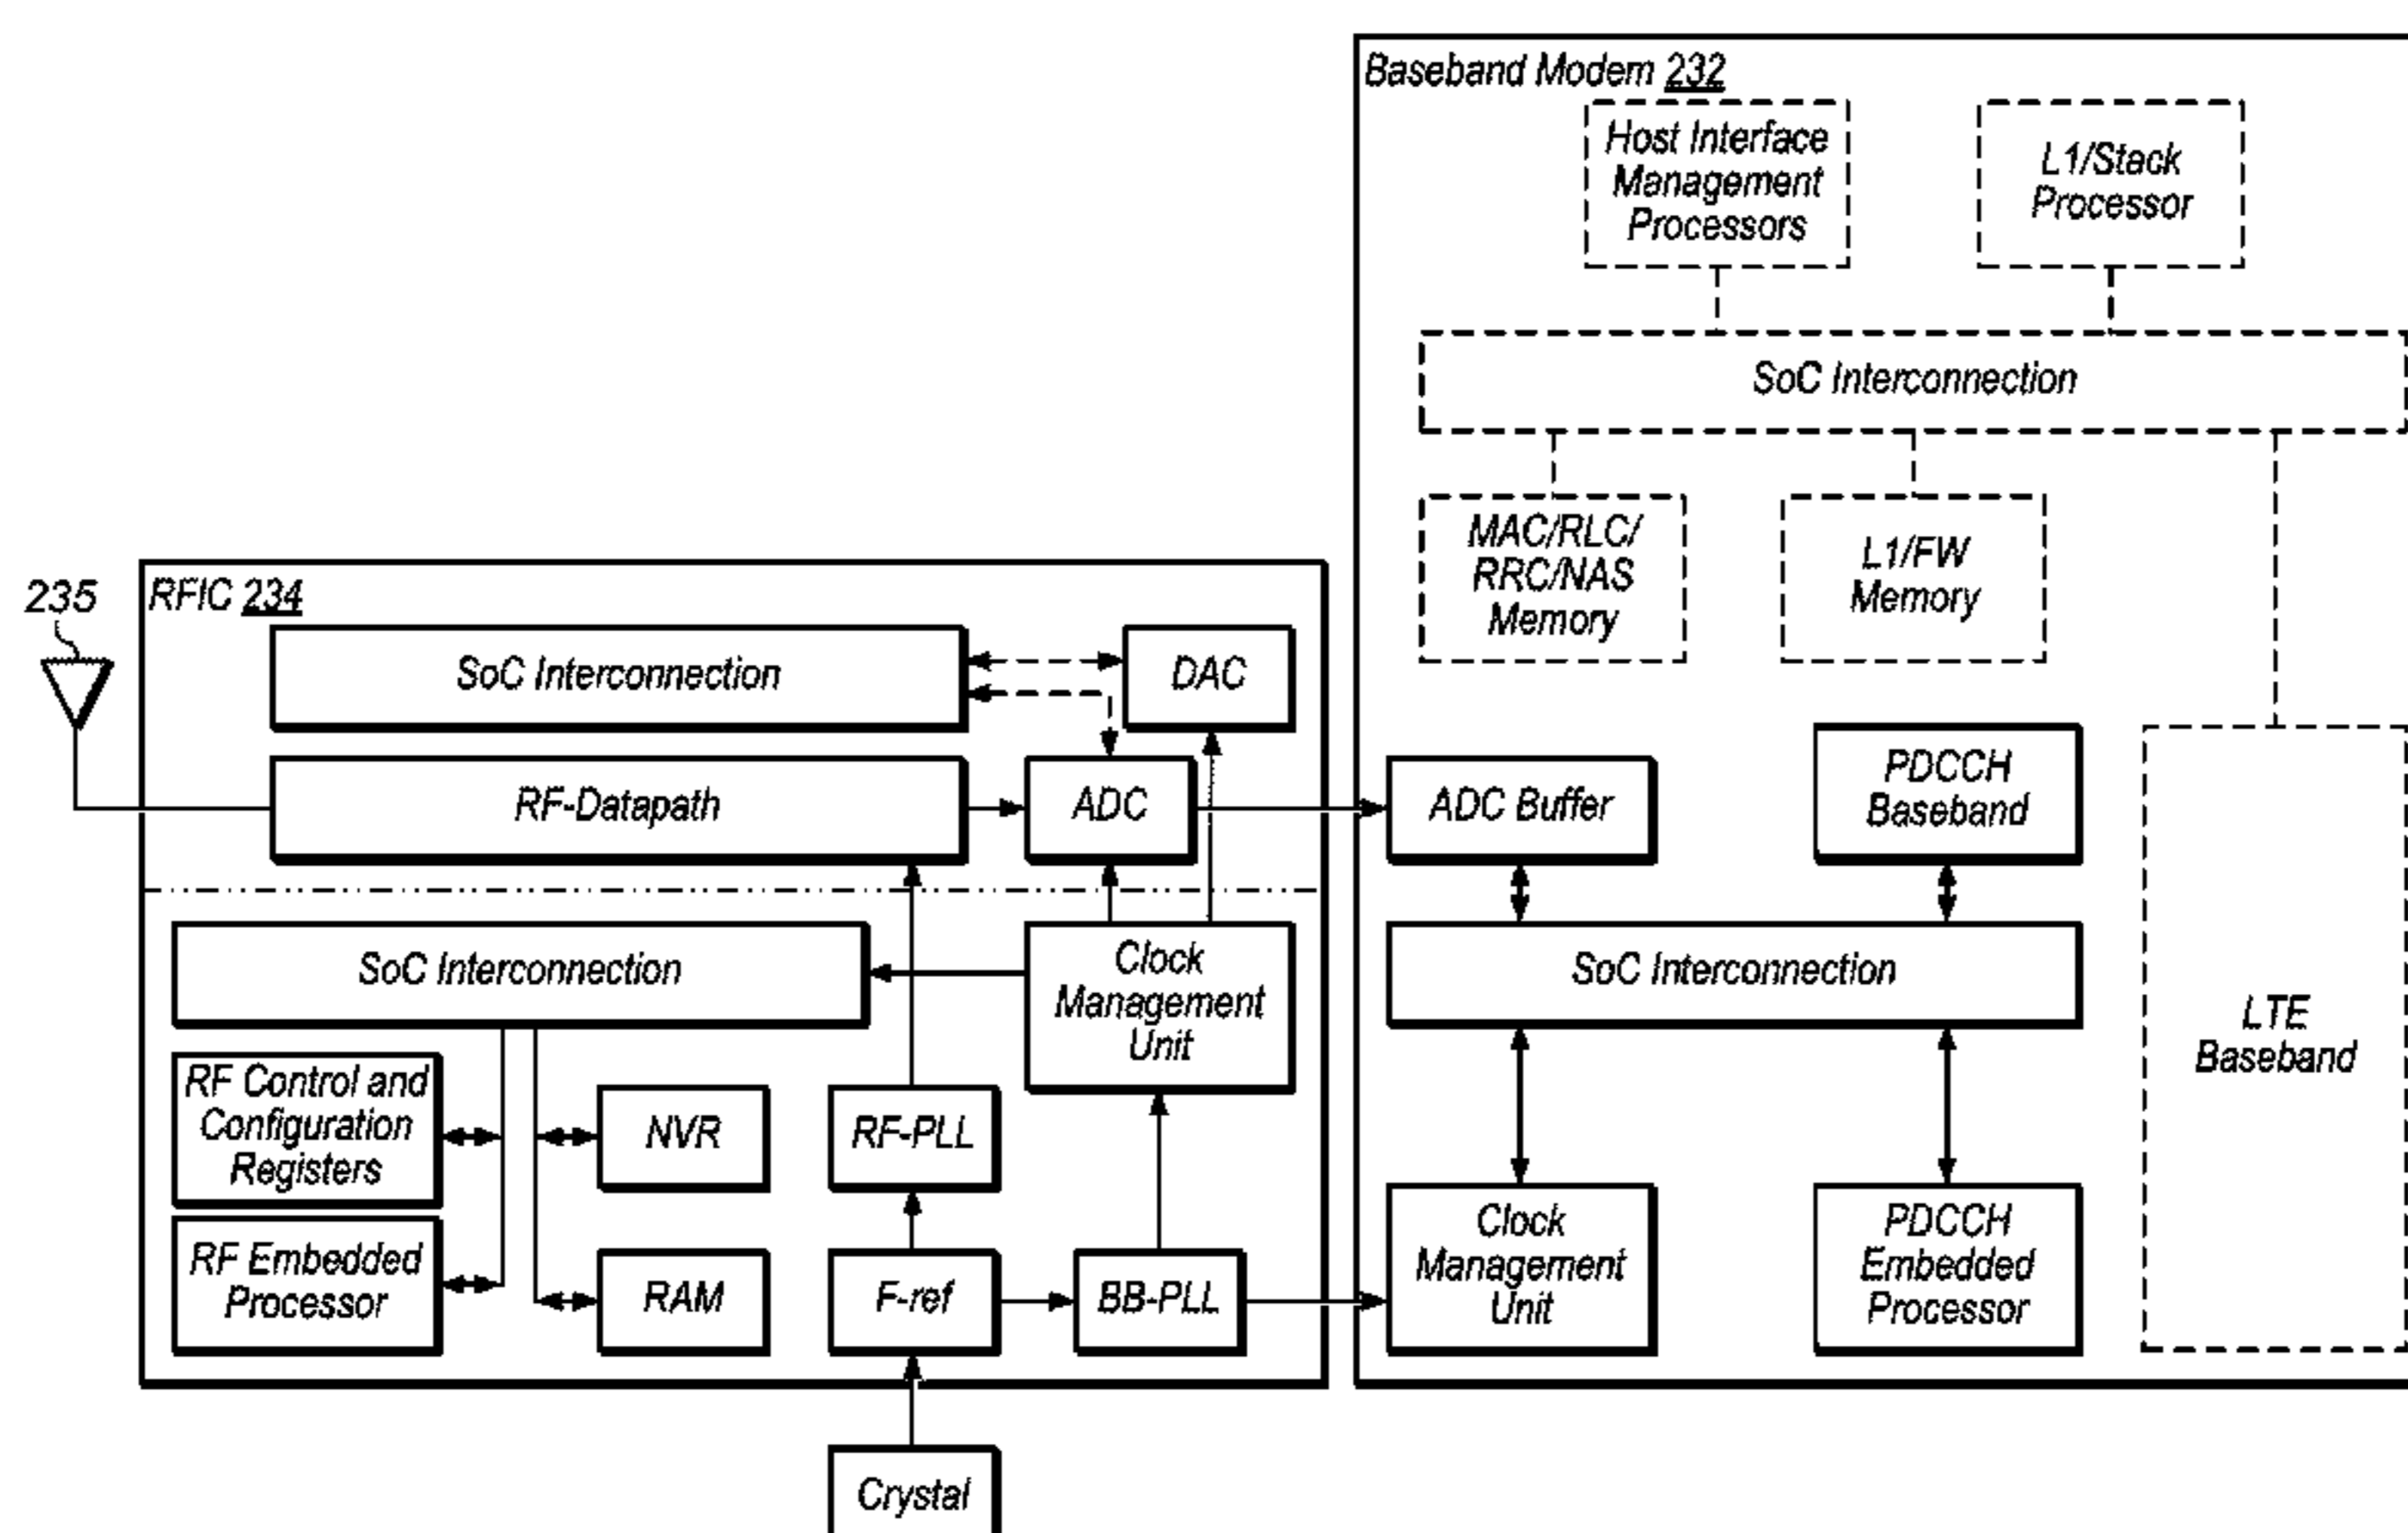 Baseband Modem 232
Host Interface
Management
Processors
L1/Stack
Processor
SoC Interconnection
MAC/RLC/
RRC/NAS
Memory
L1/FW
Memory
235
RFIC 234
SoC Interconnection
DAC
RF-Datapath
ADC
ADC Buffer
PDCCH
Baseband
SoC Interconnection
Clock
Management
Unit
SoC Interconnection
LTE
Baseband
RF Control and
Configuration
Registers
NVR
RF-PLL
RF Embedded
Processor
RAM
F-ref
BB-PLL
Clock
Management
Unit
PDCCH
Embedded
Processor
Crystal